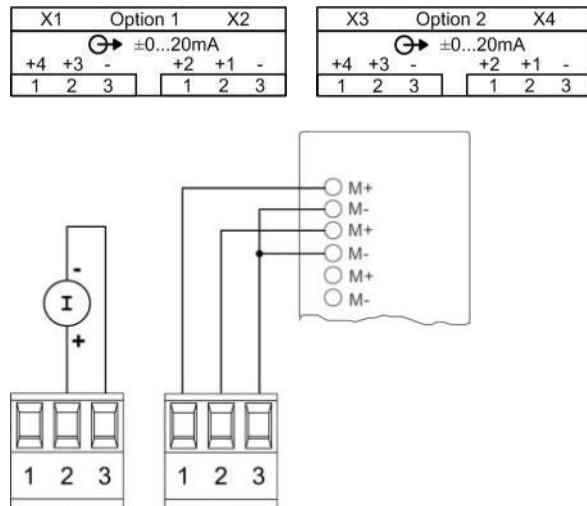 X1 Option 1 X2
±0...20mA
+4 +3 - +2 +1 -
1 2 3 1 2 3
X3 Option 2 X4
±0...20mA
+4 +3 - +2 +1 -
1 2 3 1 2 3
M+
M-
M+
M-
M+
M-
-
I
+
1 2 3
1 2 3